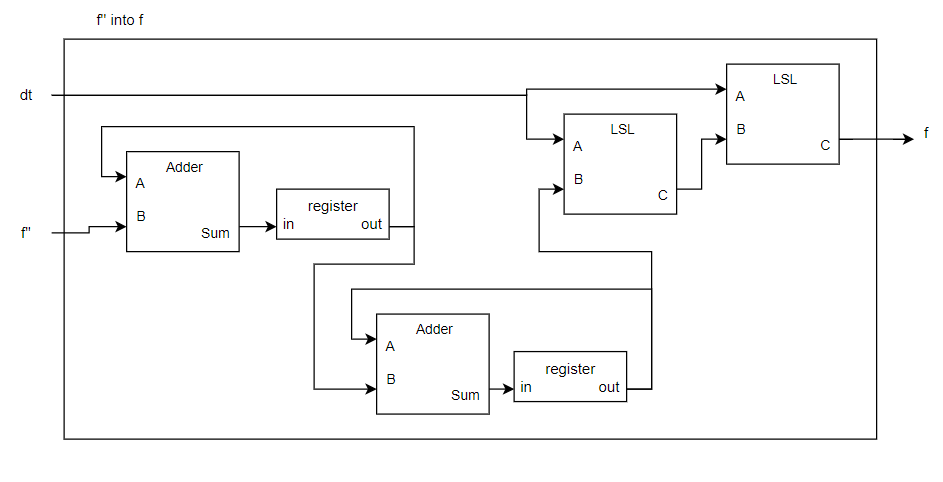 f" into f
dt
f"
Adder
A
B
Sum
register
in out
Adder
A
B
Sum
register
in out
LSL
A
B
C
LSL
A
B
C
f